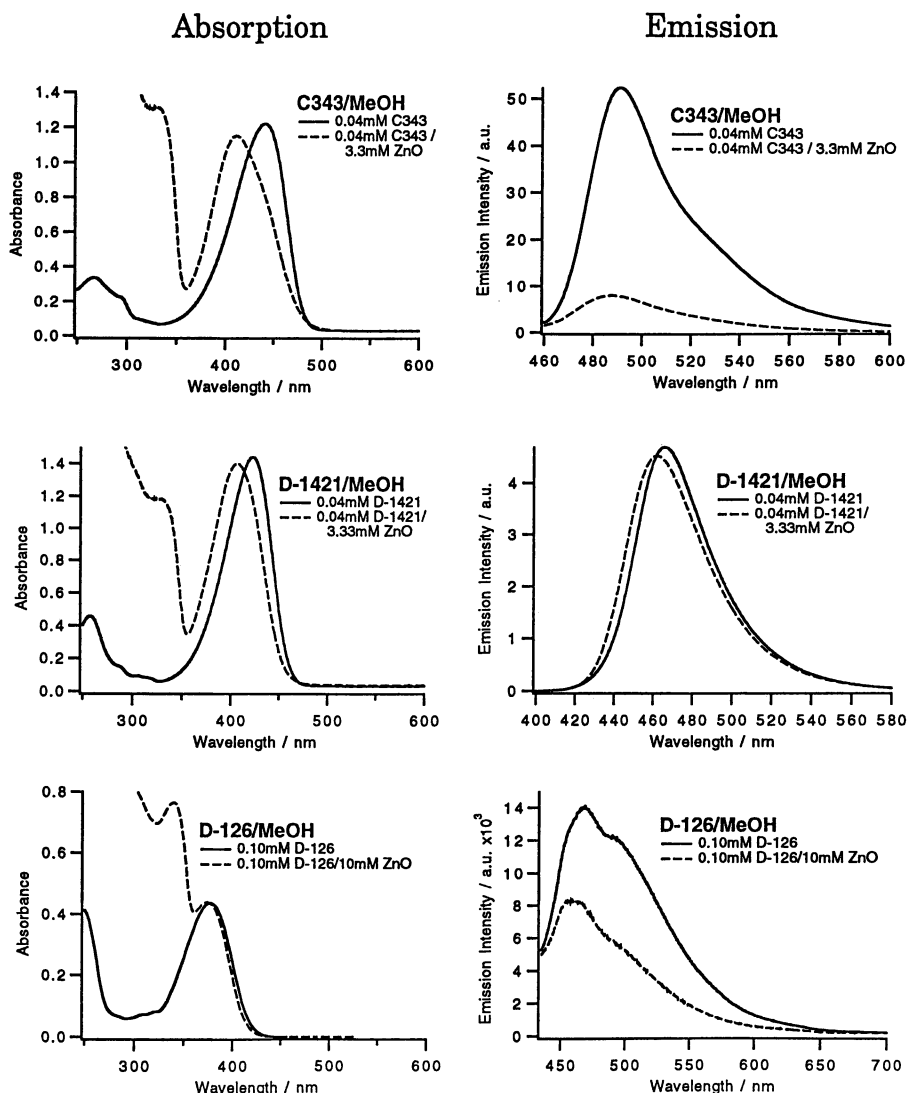 Absorption
Emission
C343/MeOH
0.04mM C343
0.04mM C343 /
3.3mM ZnO
1.4
1.2
1.0
0.8
0.6
0.4
0.2
0.0
Absorbance
300 400 500 600
Wavelength / nm
C343/MeOH
0.04mM C343
0.04mM C343 / 3.3mM ZnO
50
40
30
20
10
0
Emission Intensity / a.u.
460 480 500 520 540 560 580 600
Wavelength / nm
D-1421/MeOH
0.04mM D-1421
0.04mM D-1421/
3.33mM ZnO
1.4
1.2
1.0
0.8
0.6
0.4
0.2
0.0
Absorbance
300 400 500 600
Wavelength / nm
D-1421/MeOH
0.04mM D-1421
0.04mM D-1421/
3.33mM ZnO
4
3
2
1
0
Emission Intensity / a.u.
400 420 440 460 480 500 520 540 560 580
Wavelength / nm
D-126/MeOH
0.10mM D-126
0.10mM D-126/10mM ZnO
0.8
0.6
0.4
0.2
0.0
Absorbance
300 400 500 600
Wavelength / nm
D-126/MeOH
0.10mM D-126
0.10mM D-126/10mM ZnO
14
12
10
8
6
4
2
0
Emission Intensity / a.u. x10³
450 500 550 600 650 700
Wavelength / nm